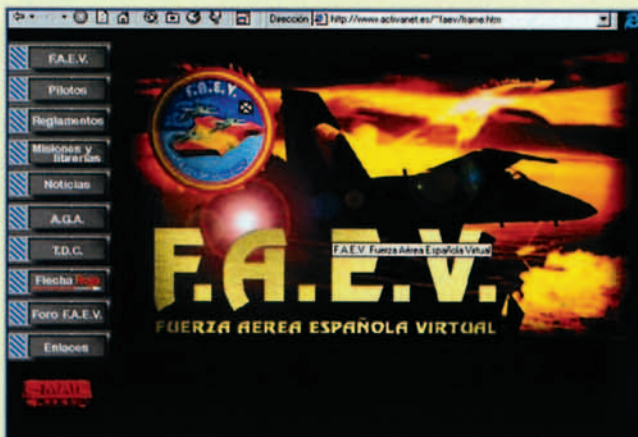 Dirección http://www.activanet.es/~faev/frame.htm
F.A.E.V.
Pilotos
Reglamentos
Misiones y
librerías
Noticias
A.G.A.
T.D.C.
Flecha Roja
Foro F.A.E.V.
Enlaces
F.A.E.V.
F.A.E.V.
F.A.E.V. Fuerza Aérea Española Virtual
FUERZA AEREA ESPAÑOLA VIRTUAL